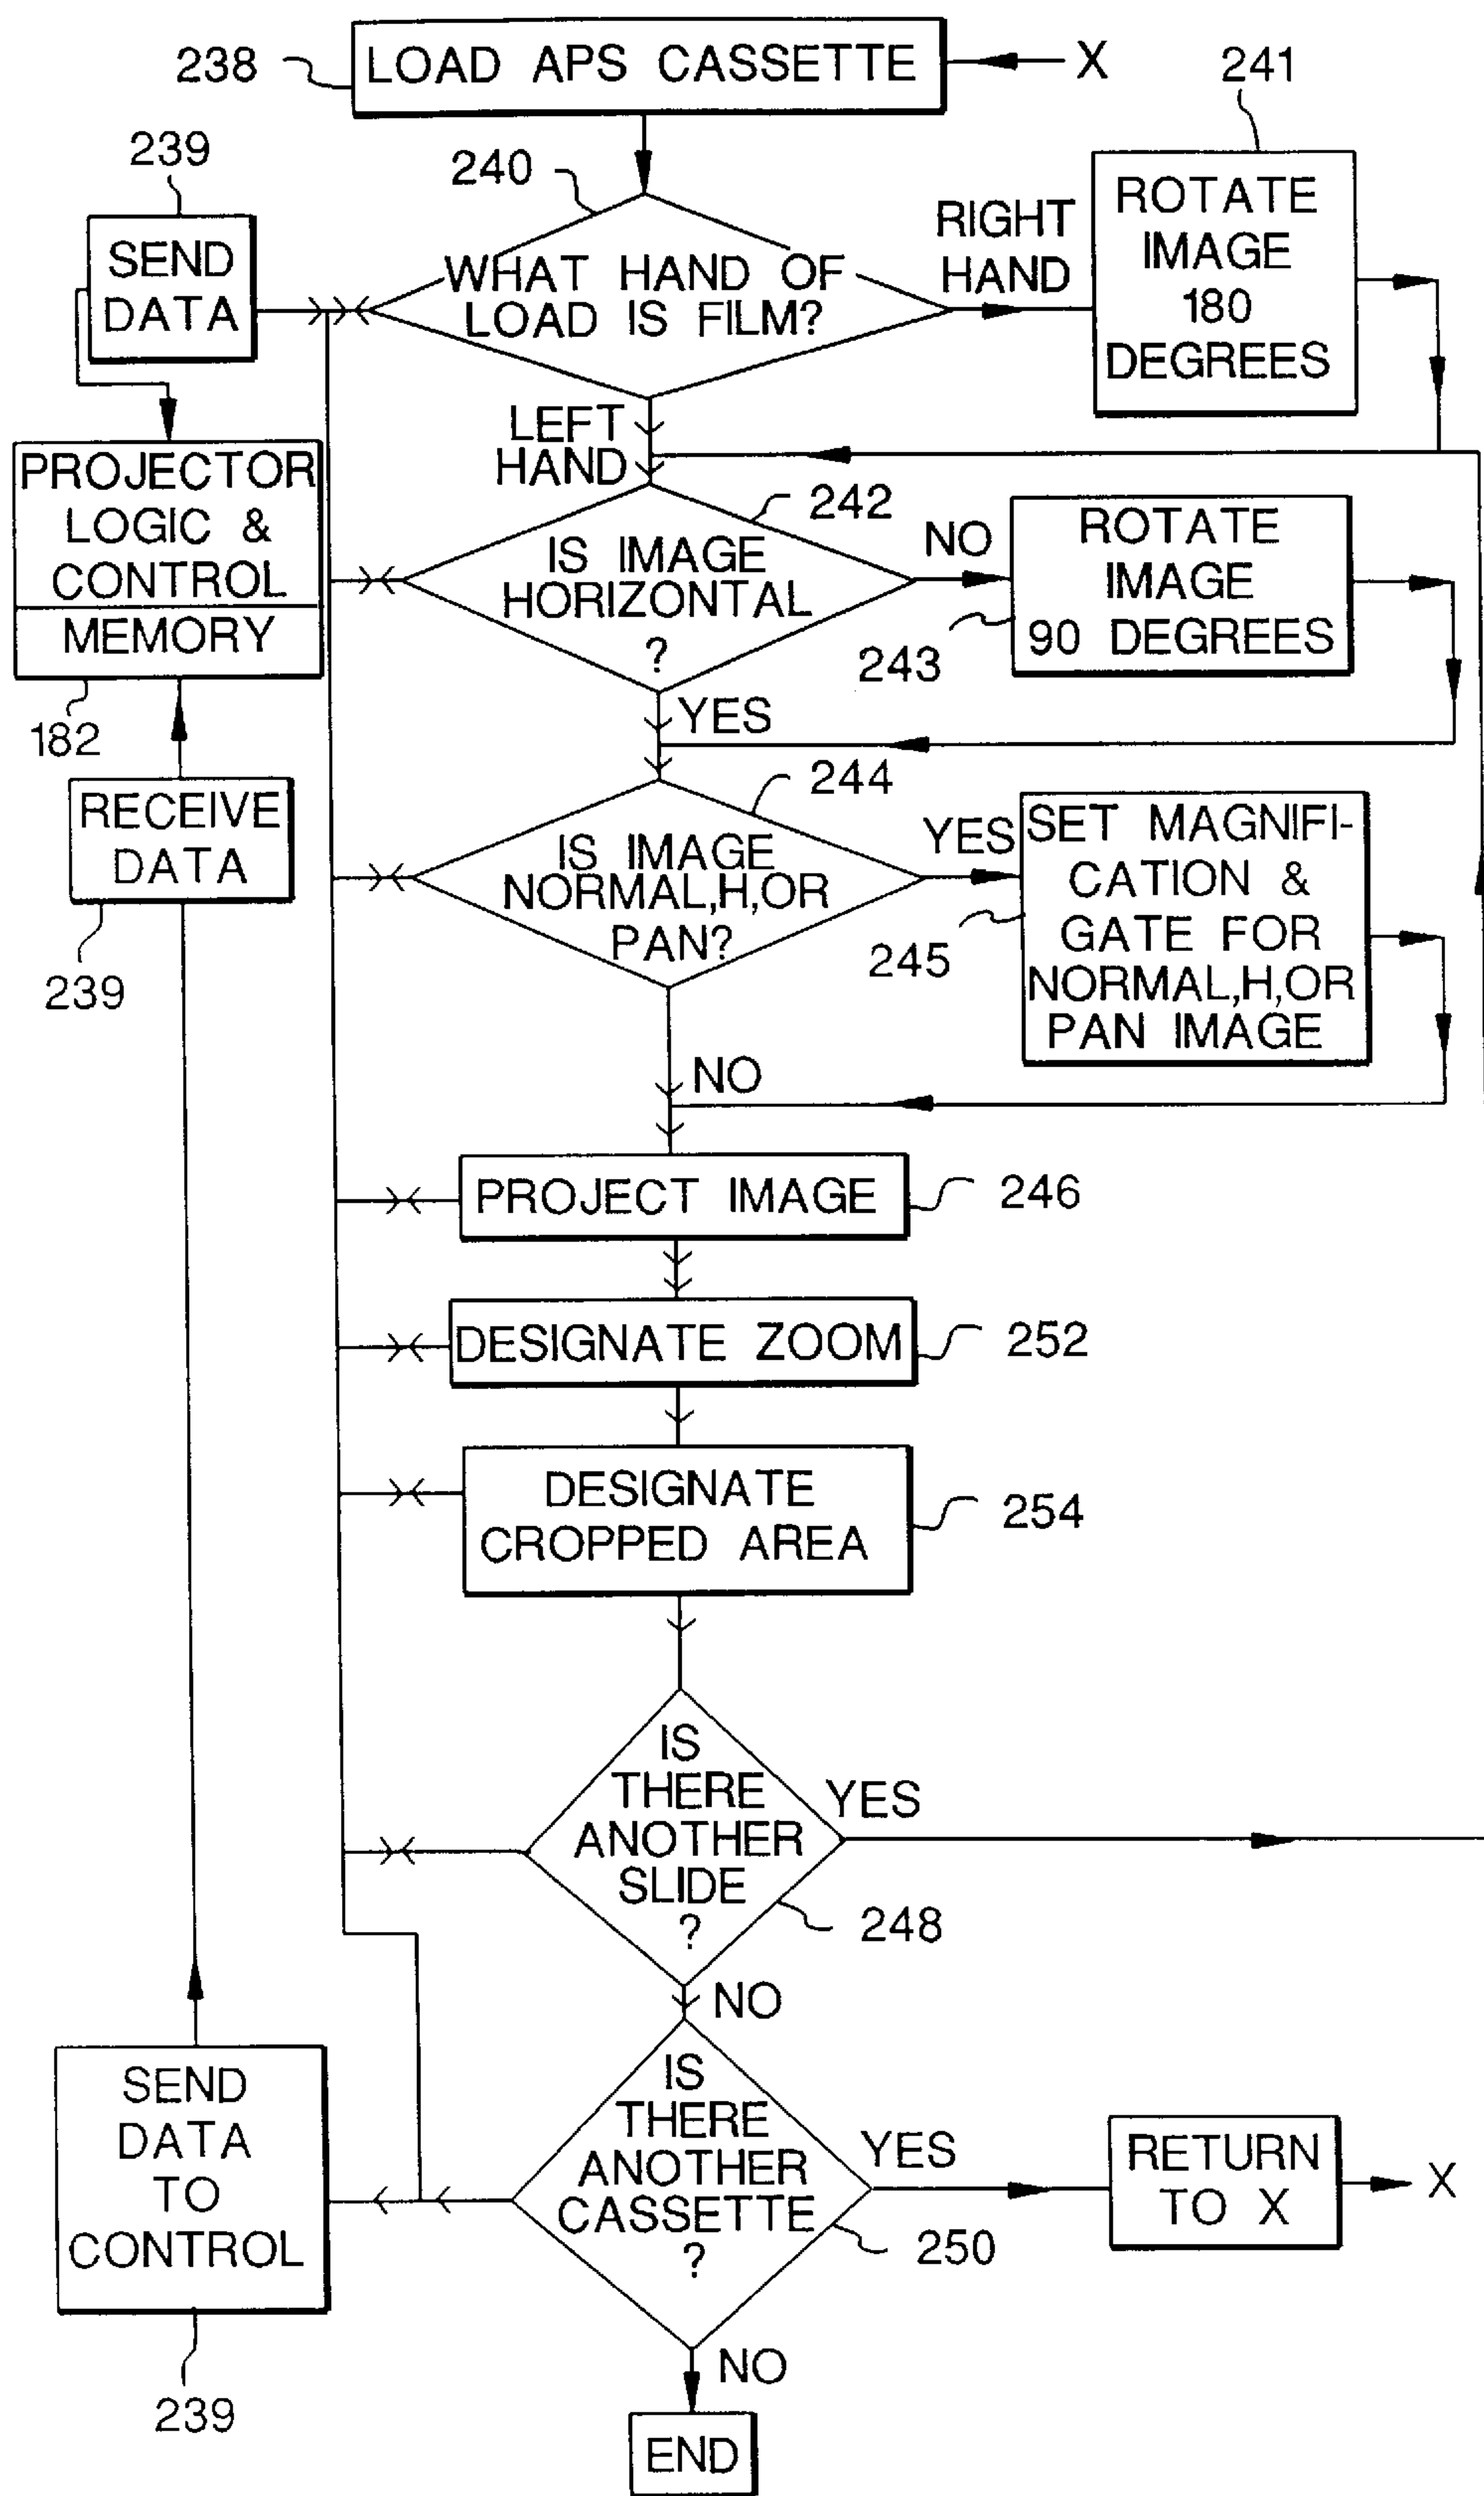 238
LOAD APS CASSETTE
X
241
239
240
SEND
DATA
WHAT HAND OF
LOAD IS FILM?
RIGHT
HAND
ROTATE
IMAGE
180
DEGREES
LEFT
HAND
PROJECTOR
LOGIC &
CONTROL
MEMORY
182
242
IS IMAGE
HORIZONTAL
?
NO
243
ROTATE
IMAGE
90 DEGREES
YES
RECEIVE
DATA
239
244
IS IMAGE
NORMAL,H,OR
PAN?
YES
245
SET MAGNIFI-
CATION &
GATE FOR
NORMAL,H,OR
PAN IMAGE
NO
PROJECT IMAGE
246
DESIGNATE ZOOM
252
DESIGNATE
CROPPED AREA
254
IS
THERE
ANOTHER
SLIDE
?
YES
248
NO
SEND
DATA
TO
CONTROL
239
IS
THERE
ANOTHER
CASSETTE
?
YES
250
RETURN
TO X
X
NO
END